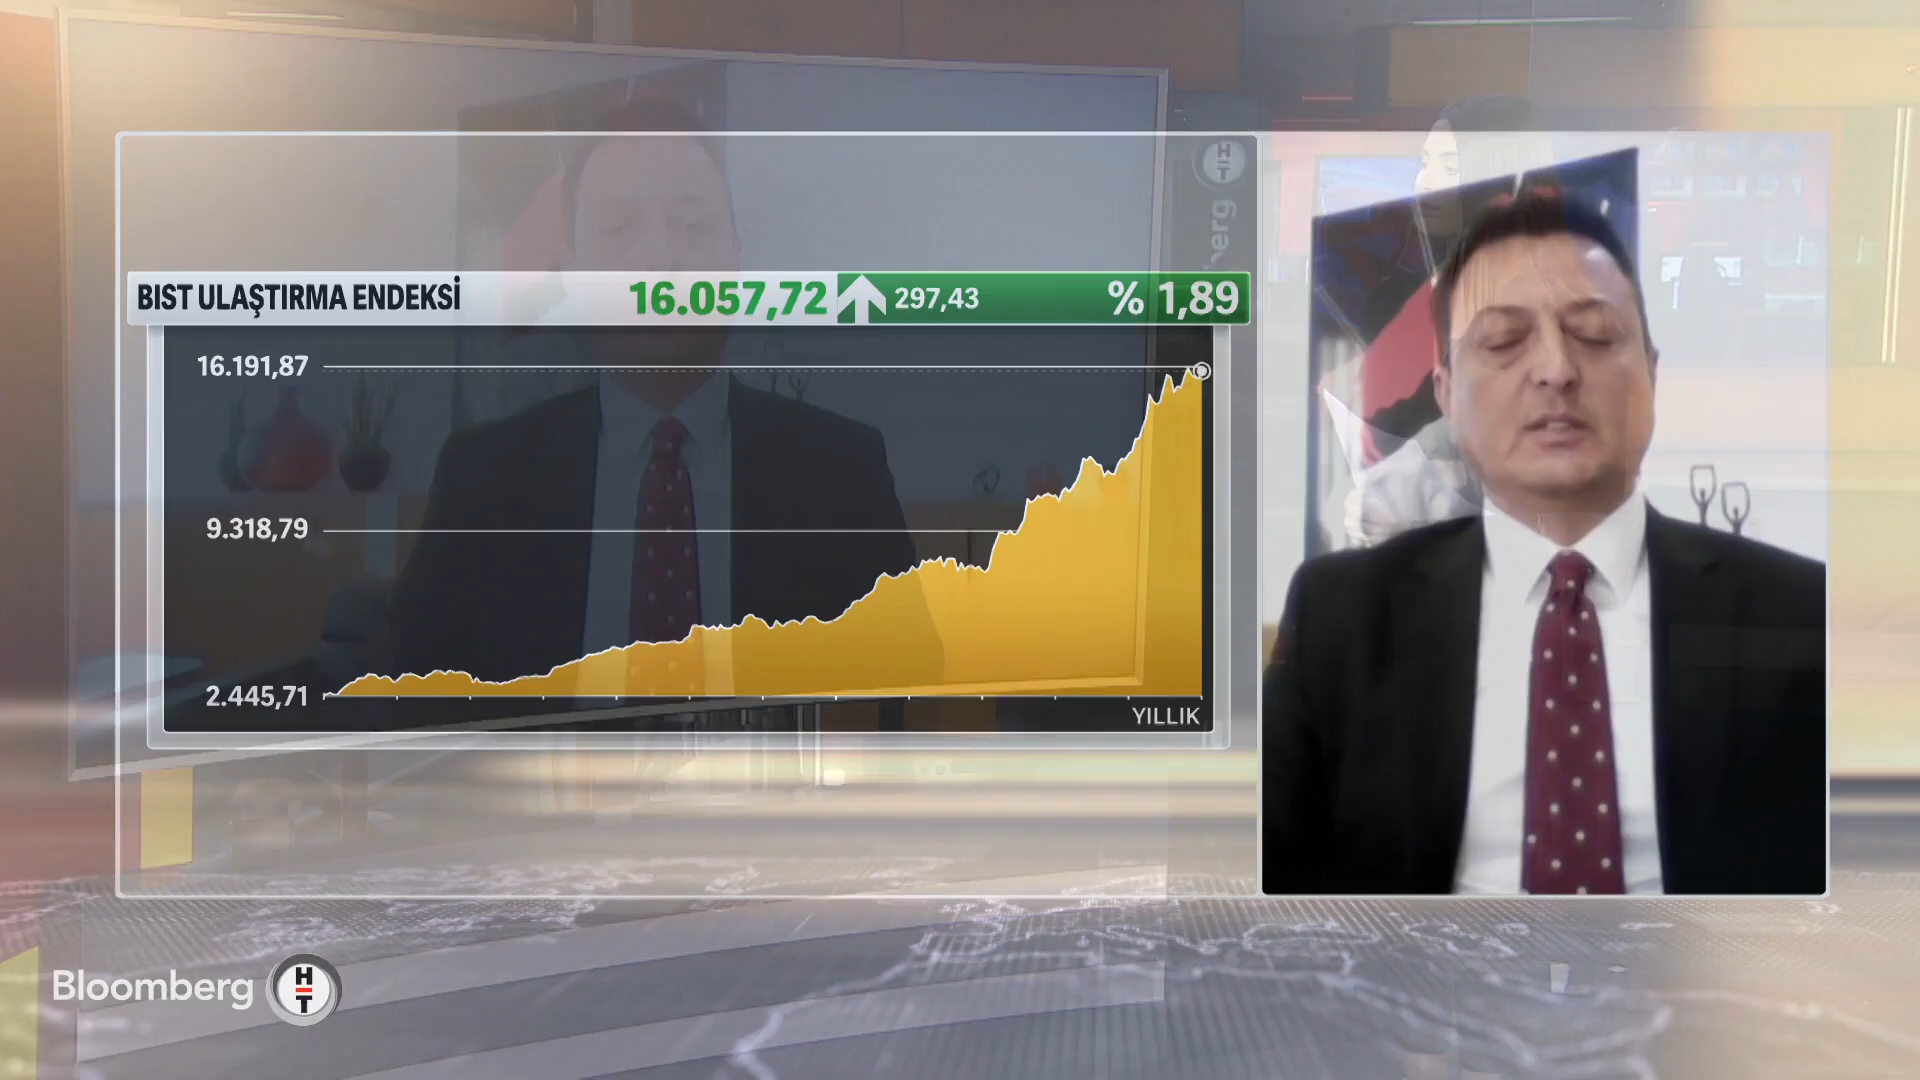 H
T
berg
BIST ULAŞTIRMA ENDEKSİ 16.057,72 297,43 % 1,89
16.191,87
9.318,79
2.445,71
YILLIK
Bloomberg H T